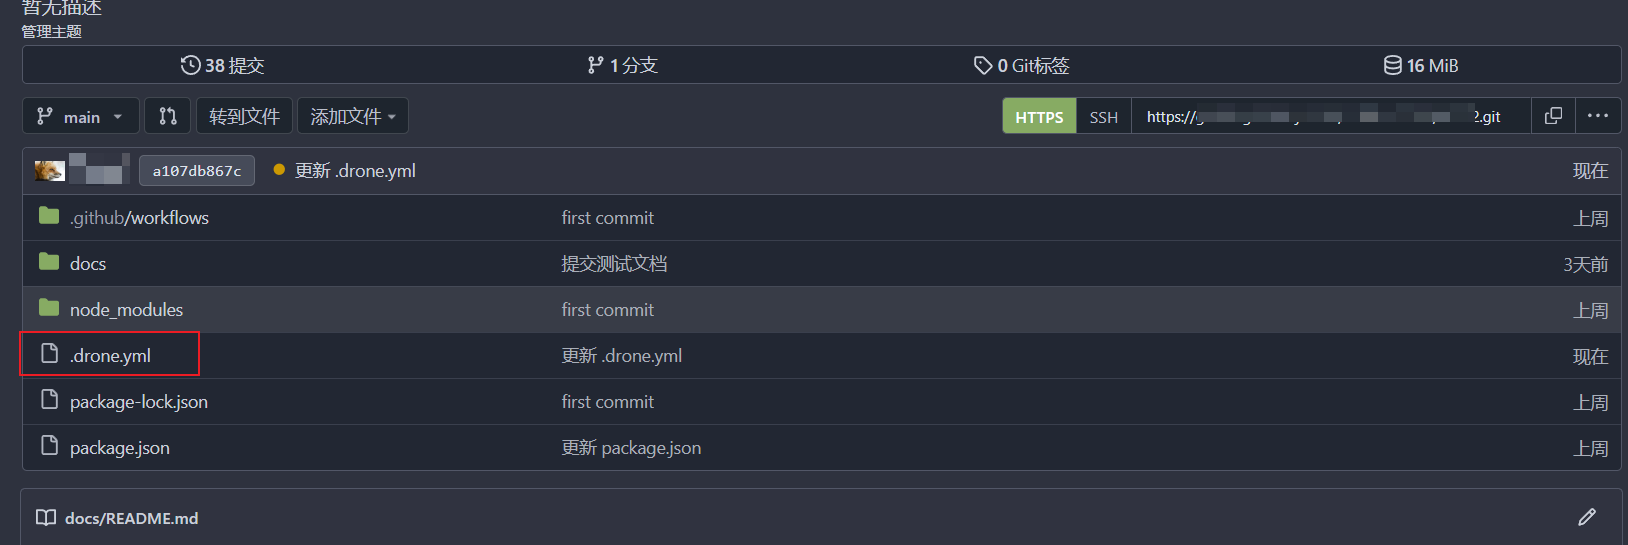 暂无描述
管理主题
38 提交 1 分支 0 Git标签 16 MiB
main 转到文件 添加文件 HTTPS SSH https://g 2.git
a107db867c 更新 .drone.yml 现在
.github/workflows first commit 上周
docs 提交测试文档 3天前
node_modules first commit 上周
.drone.yml 更新 .drone.yml 现在
package-lock.json first commit 上周
package.json 更新 package.json 上周
docs/README.md